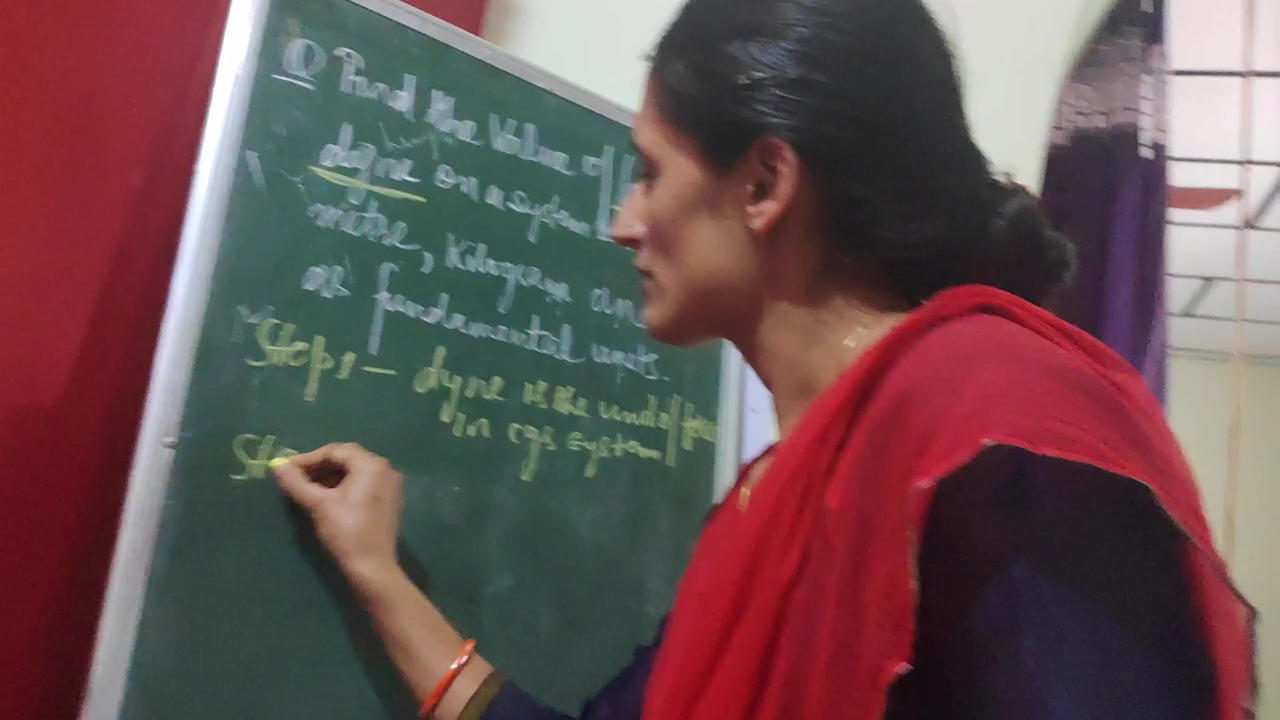 Q Find the Value of
dyne on a system
metre, Kilogram and
as fundamental units.
Step 1 - dyne is the unit of
in cgs system
Ste